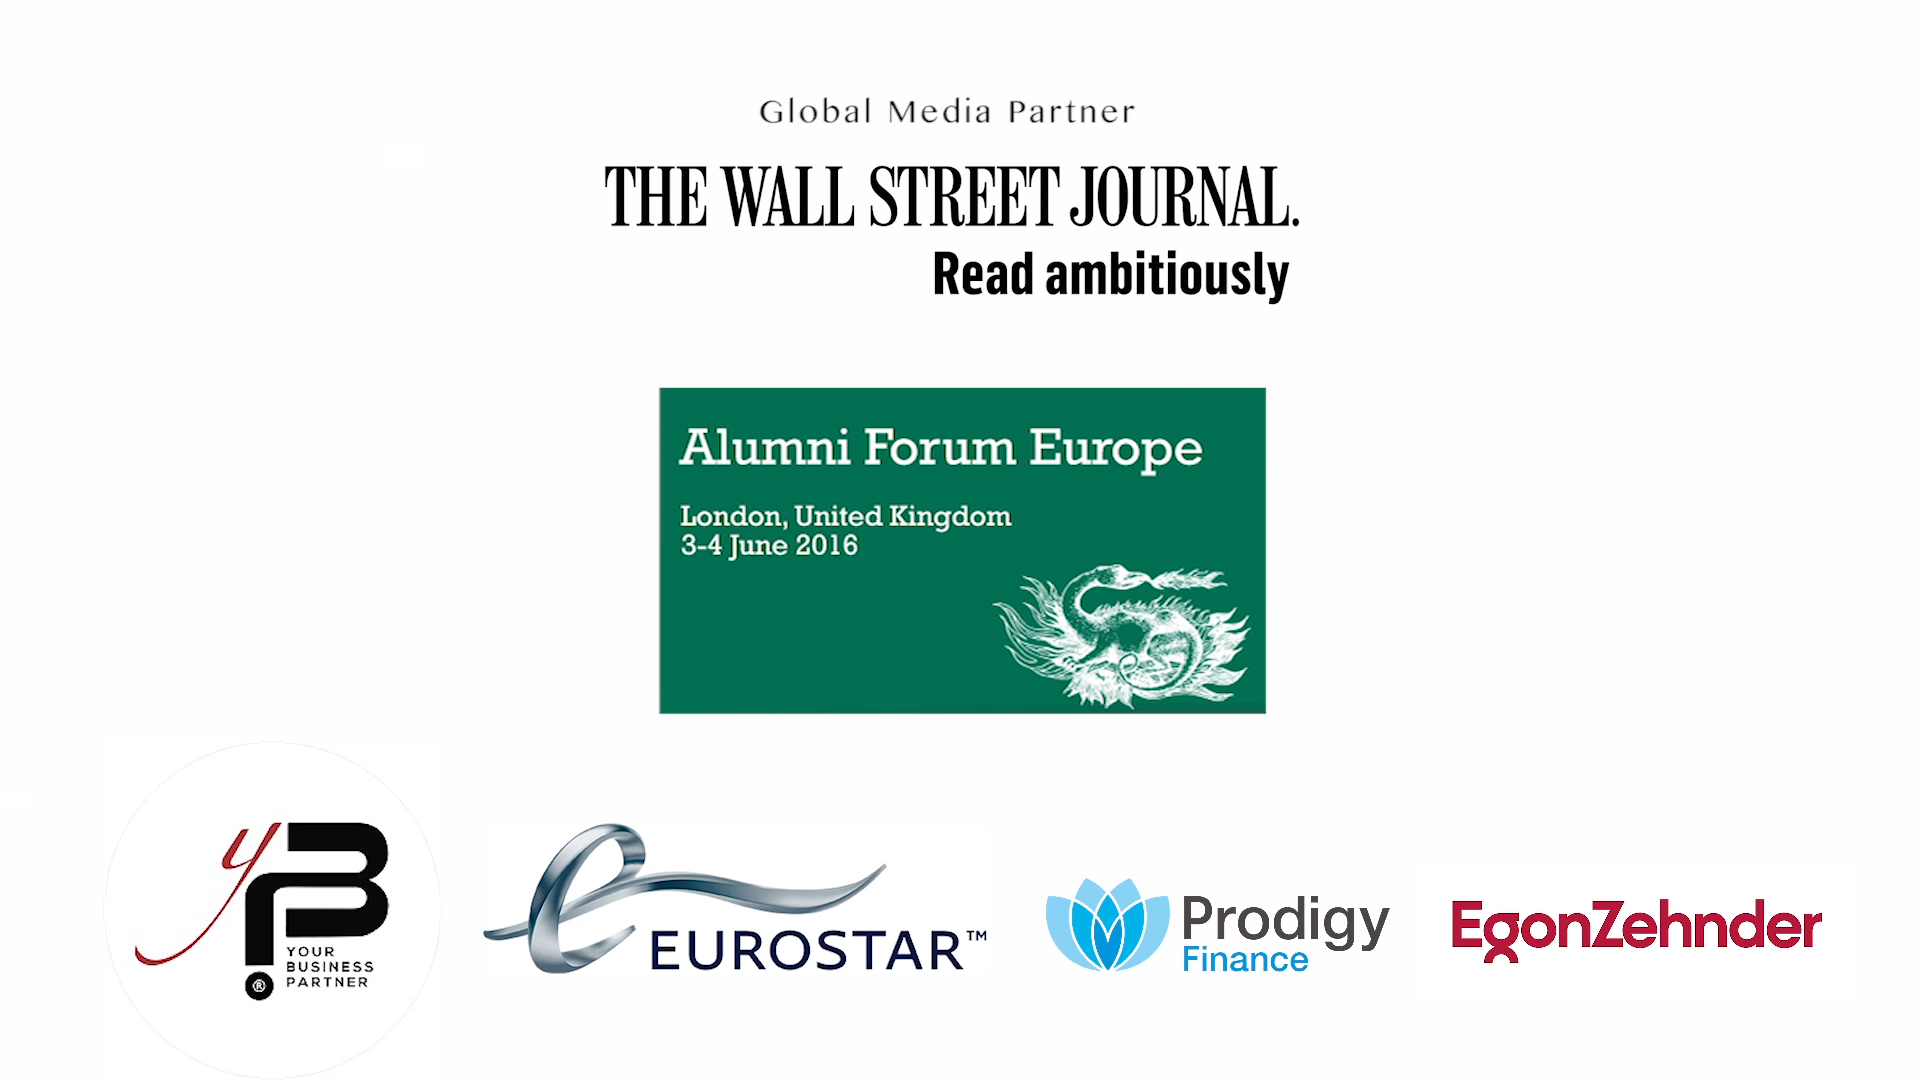 Global Media Partner
THE WALL STREET JOURNAL.
Read ambitiously
Alumni Forum Europe
London, United Kingdom
3-4 June 2016
yB
YOUR
BUSINESS
PARTNER
®
EUROSTAR™
Prodigy
Finance
EgonZehnder